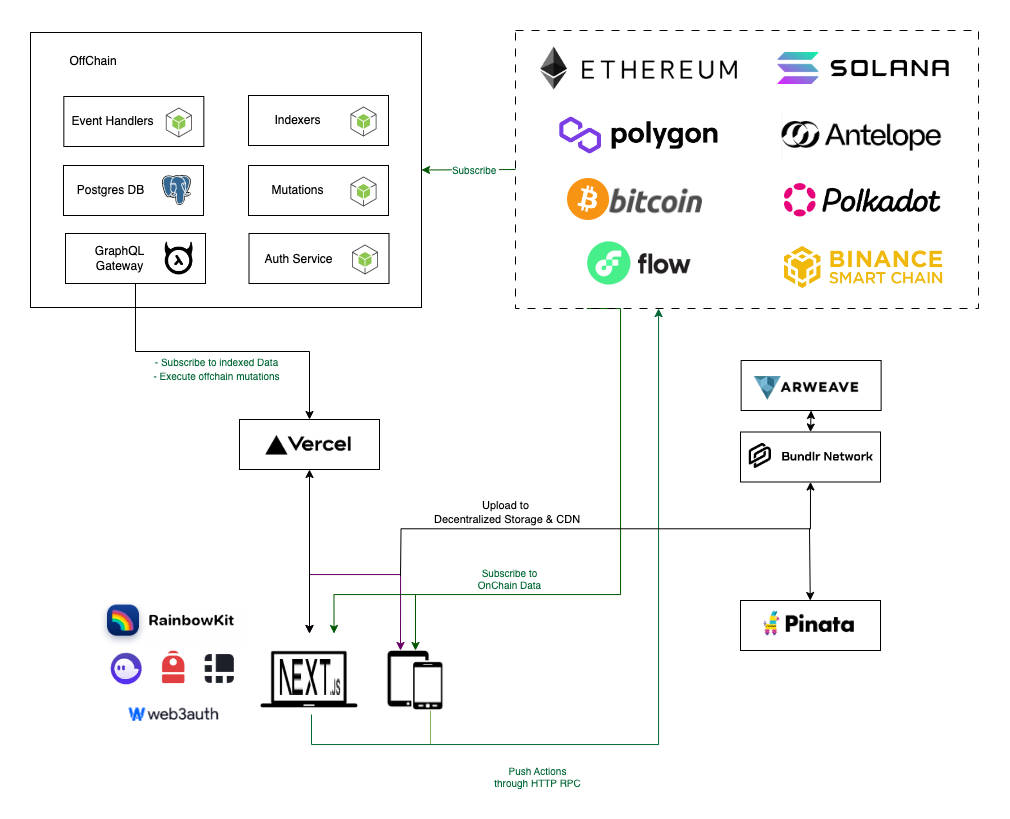 OffChain
Event Handlers
Indexers
Postgres DB
Mutations
GraphQL
Gateway
Auth Service
ETHEREUM
SOLANA
polygon
Antelope
bitcoin
Polkadot
flow
BINANCE
SMART CHAIN
Subscribe
- Subscribe to indexed Data
- Execute offchain mutations
Vercel
ARWEAVE
Bundlr Network
Upload to
Decentralized Storage & CDN
Subscribe to
OnChain Data
Pinata
RainbowKit
web3auth
NEXT.JS
Push Actions
through HTTP RPC